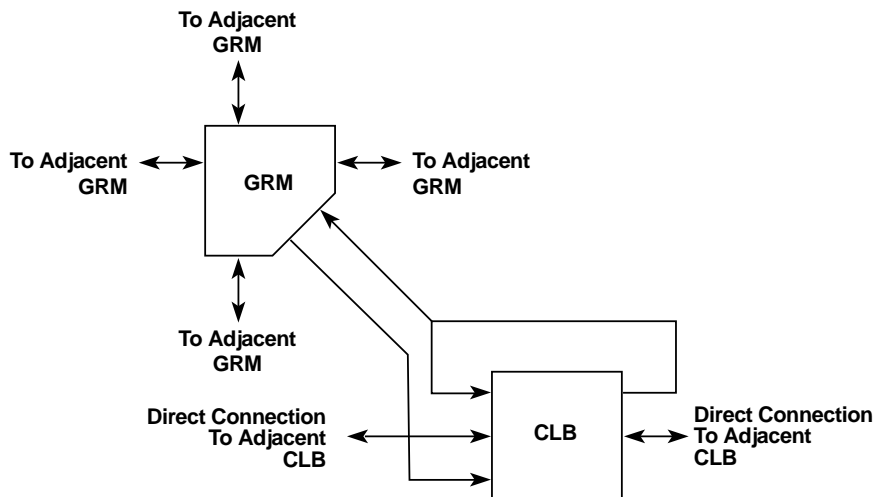 To Adjacent
GRM
To Adjacent
GRM
GRM
To Adjacent
GRM
To Adjacent
GRM
Direct Connection
To Adjacent
CLB
CLB
Direct Connection
To Adjacent
CLB